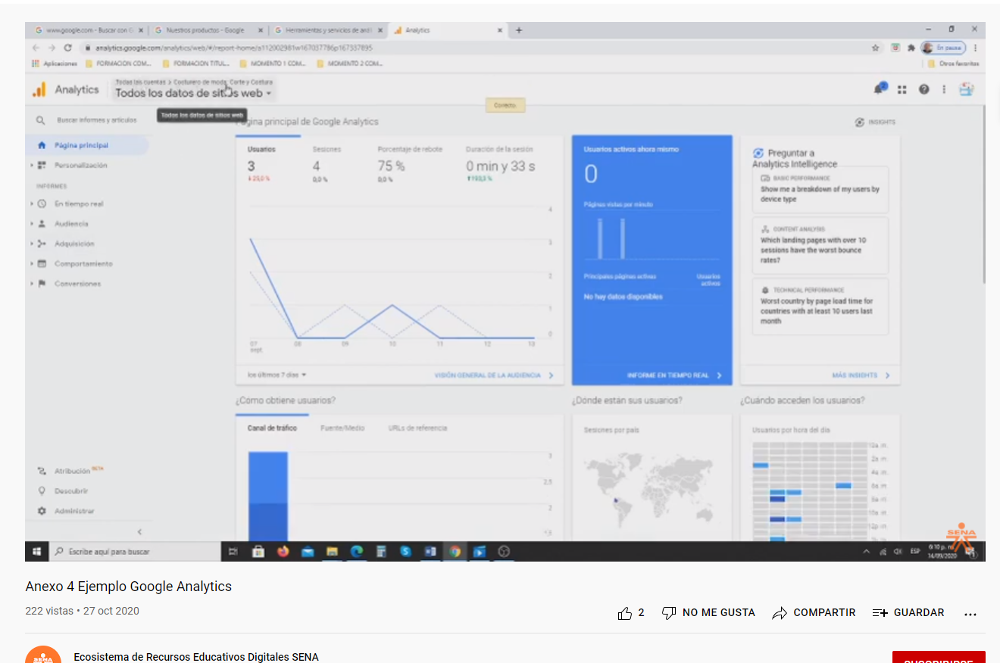 www.google.com - Buscar con G
Nuestros productos - Google
Herramientas y servicios de anál
Analytics
analytics.google.com/analytics/web/#/report-home/a112002981w167037786p167337895
En pausa
Aplicaciones
FORMACION COM...
FORMACION TITUL...
MOMENTO 1 COM...
MOMENTO 2 COM...
Otros favoritos
Analytics
Todas las cuentas > Costurero de moda: Corte y Costura
Todos los datos de sitios web
Correcto.
Buscar informes y artículos
Todos los datos de sitios web
Página principal de Google Analytics
INSIGHTS
Página principal
Personalización
INFORMES
En tiempo real
Audiencia
Adquisición
Comportamiento
Conversiones
Atribución BETA
Descubrir
Administrar
Usuarios
3
25,0 %
Sesiones
4
0,0 %
Porcentaje de rebote
75 %
0,0 %
Duración de la sesión
0 min y 33 s
4
3
2
1
0
07
sept.
08
09
10
11
12
13
los últimos 7 días
VISIÓN GENERAL DE LA AUDIENCIA
Usuarios activos ahora mismo
0
Páginas vistas por minuto
Principales páginas activas
Usuarios
activos
No hay datos disponibles
INFORME EN TIEMPO REAL
Preguntar a
Analytics Intelligence
BASIC PERFORMANCE
Show me a breakdown of my users by
device type
CONTENT ANALYSIS
Which landing pages with over 10
sessions have the worst bounce
rates?
TECHNICAL PERFORMANCE
Worst country by page load time for
countries with at least 10 users last
month
MÁS INSIGHTS
¿Cómo obtiene usuarios?
Canal de tráfico
Fuente/Medio
URLs de referencia
3
2,5
2
1,5
¿Dónde están sus usuarios?
Sesiones por país
¿Cuándo acceden los usuarios?
Usuarios por hora del día
12a. m.
2a. m.
4a. m.
6a. m.
8a. m.
10a. m.
12p. m.
SENA
Escribe aquí para buscar
ESP
6:10 p. m.
14/09/2020
Anexo 4 Ejemplo Google Analytics
222 vistas • 27 oct 2020
2
NO ME GUSTA
COMPARTIR
GUARDAR
SENA
Ecosistema de Recursos Educativos Digitales SENA
SUSCRIBIRSE